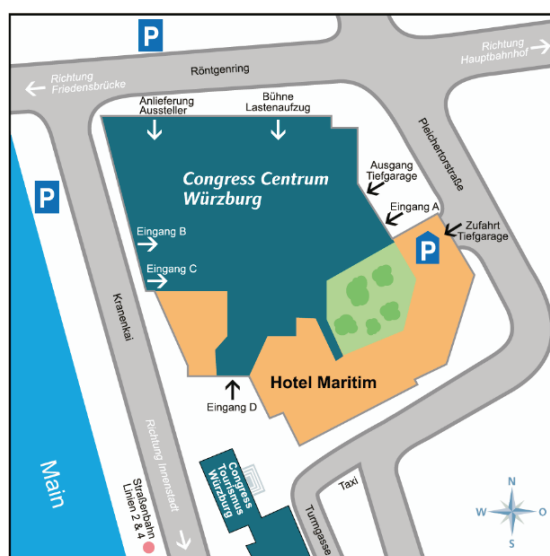 P
Richtung
Friedensbrücke
Röntgenring
Richtung
Hauptbahnhof
Anlieferung
Aussteller
Bühne
Lastenaufzug
Pleichertorstraße
Congress Centrum
Würzburg
Ausgang
Tiefgarage
Eingang A
P
Eingang B
Zufahrt
Tiefgarage
P
Eingang C
Kranenkai
Hotel Maritim
Eingang D
Main
Richtung Innenstadt
Straßenbahn
Linien 2 & 4
Congress
Tourismus
Würzburg
Turmgasse
Taxi
N
W
O
S